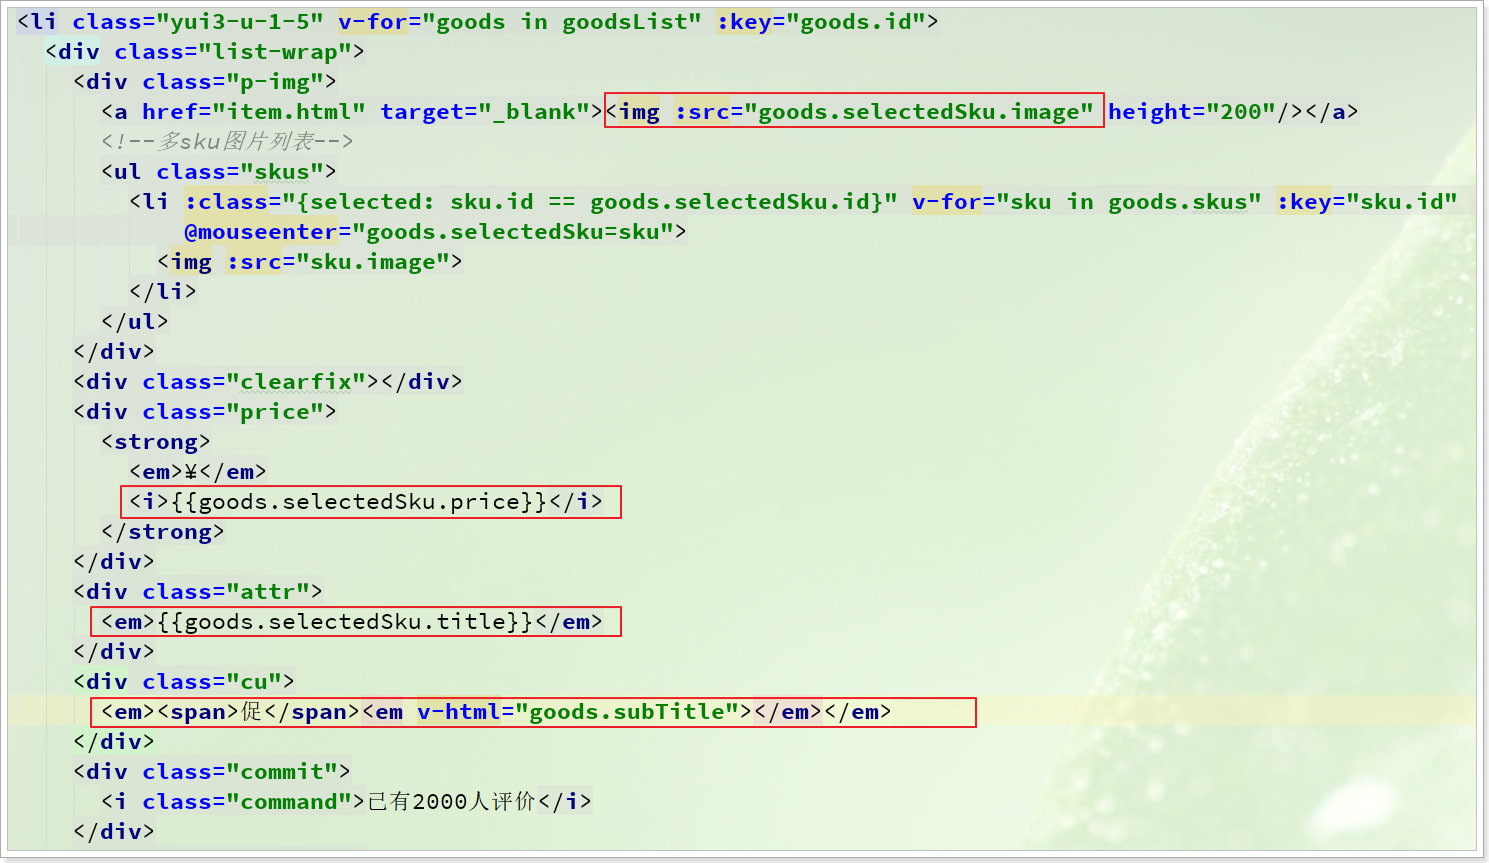 <li class="yui3-u-1-5" v-for="goods in goodsList" :key="goods.id">
<div class="list-wrap">
<div class="p-img">
<a href="item.html" target="_blank"><img :src="goods.selectedSku.image" height="200"/></a>
<!--多sku图片列表-->
<ul class="skus">
<li :class="{selected: sku.id == goods.selectedSku.id}" v-for="sku in goods.skus" :key="sku.id"
@mouseenter="goods.selectedSku=sku">
<img :src="sku.image">
</li>
</ul>
</div>
<div class="clearfix"></div>
<div class="price">
<strong>
<em>¥</em>
<i>{{goods.selectedSku.price}}</i>
</strong>
</div>
<div class="attr">
<em>{{goods.selectedSku.title}}</em>
</div>
<div class="cu">
<em><span>促</span><em v-html="goods.subTitle"></em></em>
</div>
<div class="commit">
<i class="command">已有2000人评价</i>
</div>